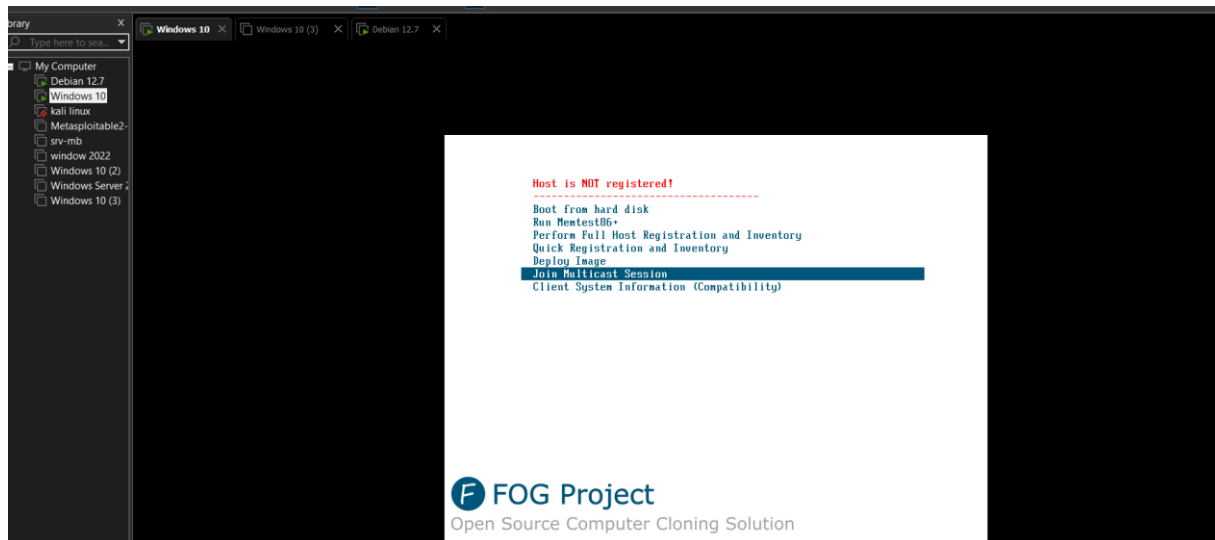 brary X
Type here to sea...
Windows 10 X
Windows 10 (3) X
Debian 12.7 X
My Computer
Debian 12.7
Windows 10
kali linux
Metasploitable2-
srv-mb
window 2022
Windows 10 (2)
Windows Server 2
Windows 10 (3)
Host is NOT registered!
------------------------------------
Boot from hard disk
Run Memtest86+
Perform Full Host Registration and Inventory
Quick Registration and Inventory
Deploy Image
Join Multicast Session
Client System Information (Compatibility)
F FOG Project
Open Source Computer Cloning Solution